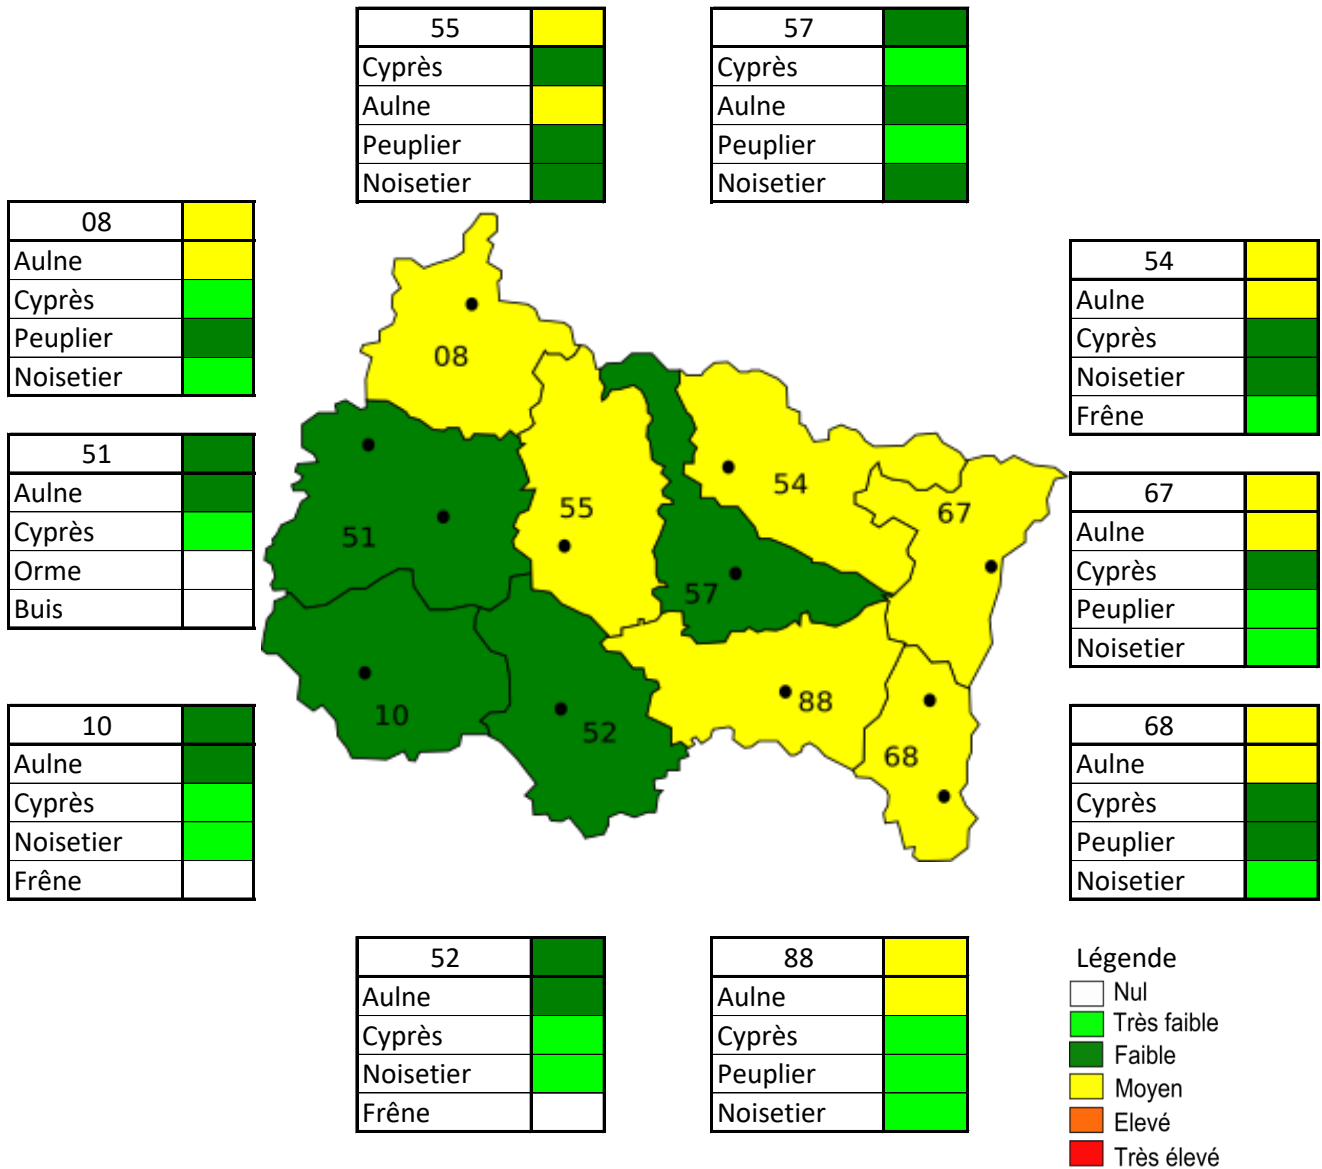 55
Cyprès
Aulne
Peuplier
Noisetier
57
Cyprès
Aulne
Peuplier
Noisetier
08
Aulne
Cyprès
Peuplier
Noisetier
51
Aulne
Cyprès
Orme
Buis
10
Aulne
Cyprès
Noisetier
Frêne
08
55
54
67
51
57
10
52
88
68
54
Aulne
Cyprès
Noisetier
Frêne
67
Aulne
Cyprès
Peuplier
Noisetier
68
Aulne
Cyprès
Peuplier
Noisetier
52
Aulne
Cyprès
Noisetier
Frêne
88
Aulne
Cyprès
Peuplier
Noisetier
Légende
Nul
Très faible
Faible
Moyen
Elevé
Très élevé